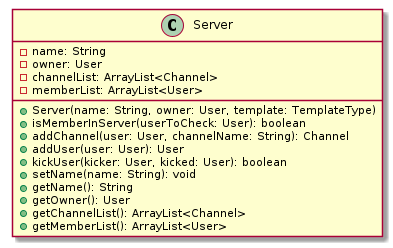 C Server
name: String
owner: User
channelList: ArrayList<Channel>
memberList: ArrayList<User>
Server(name: String, owner: User, template: TemplateType)
isMemberInServer(userToCheck: User): boolean
addChannel(user: User, channelName: String): Channel
addUser(user: User): User
kickUser(kicker: User, kicked: User): boolean
setName(name: String): void
getName(): String
getOwner(): User
getChannelList(): ArrayList<Channel>
getMemberList(): ArrayList<User>